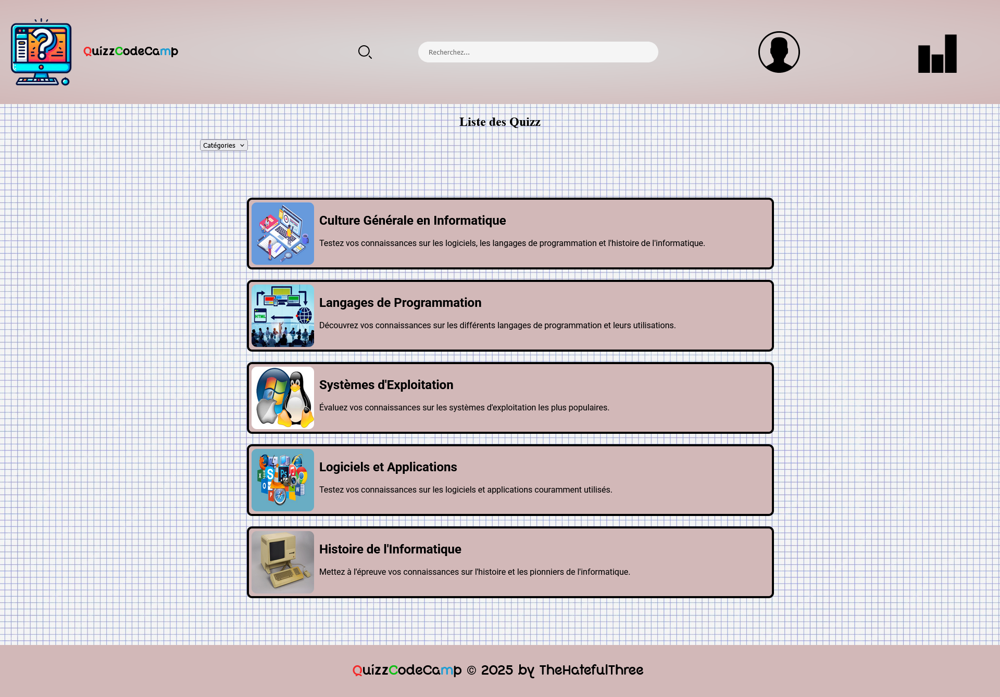 QuizzCodeCamp
Recherchez...
Liste des Quizz
Catégories
Culture Générale en Informatique
Testez vos connaissances sur les logiciels, les langages de programmation et l'histoire de l'informatique.
HTML
Langages de Programmation
Découvrez vos connaissances sur les différents langages de programmation et leurs utilisations.
Systèmes d'Exploitation
Évaluez vos connaissances sur les systèmes d'exploitation les plus populaires.
Ps
Logiciels et Applications
Testez vos connaissances sur les logiciels et applications couramment utilisés.
Histoire de l'Informatique
Mettez à l'épreuve vos connaissances sur l'histoire et les pionniers de l'informatique.
QuizzCodeCamp © 2025 by TheHatefulThree